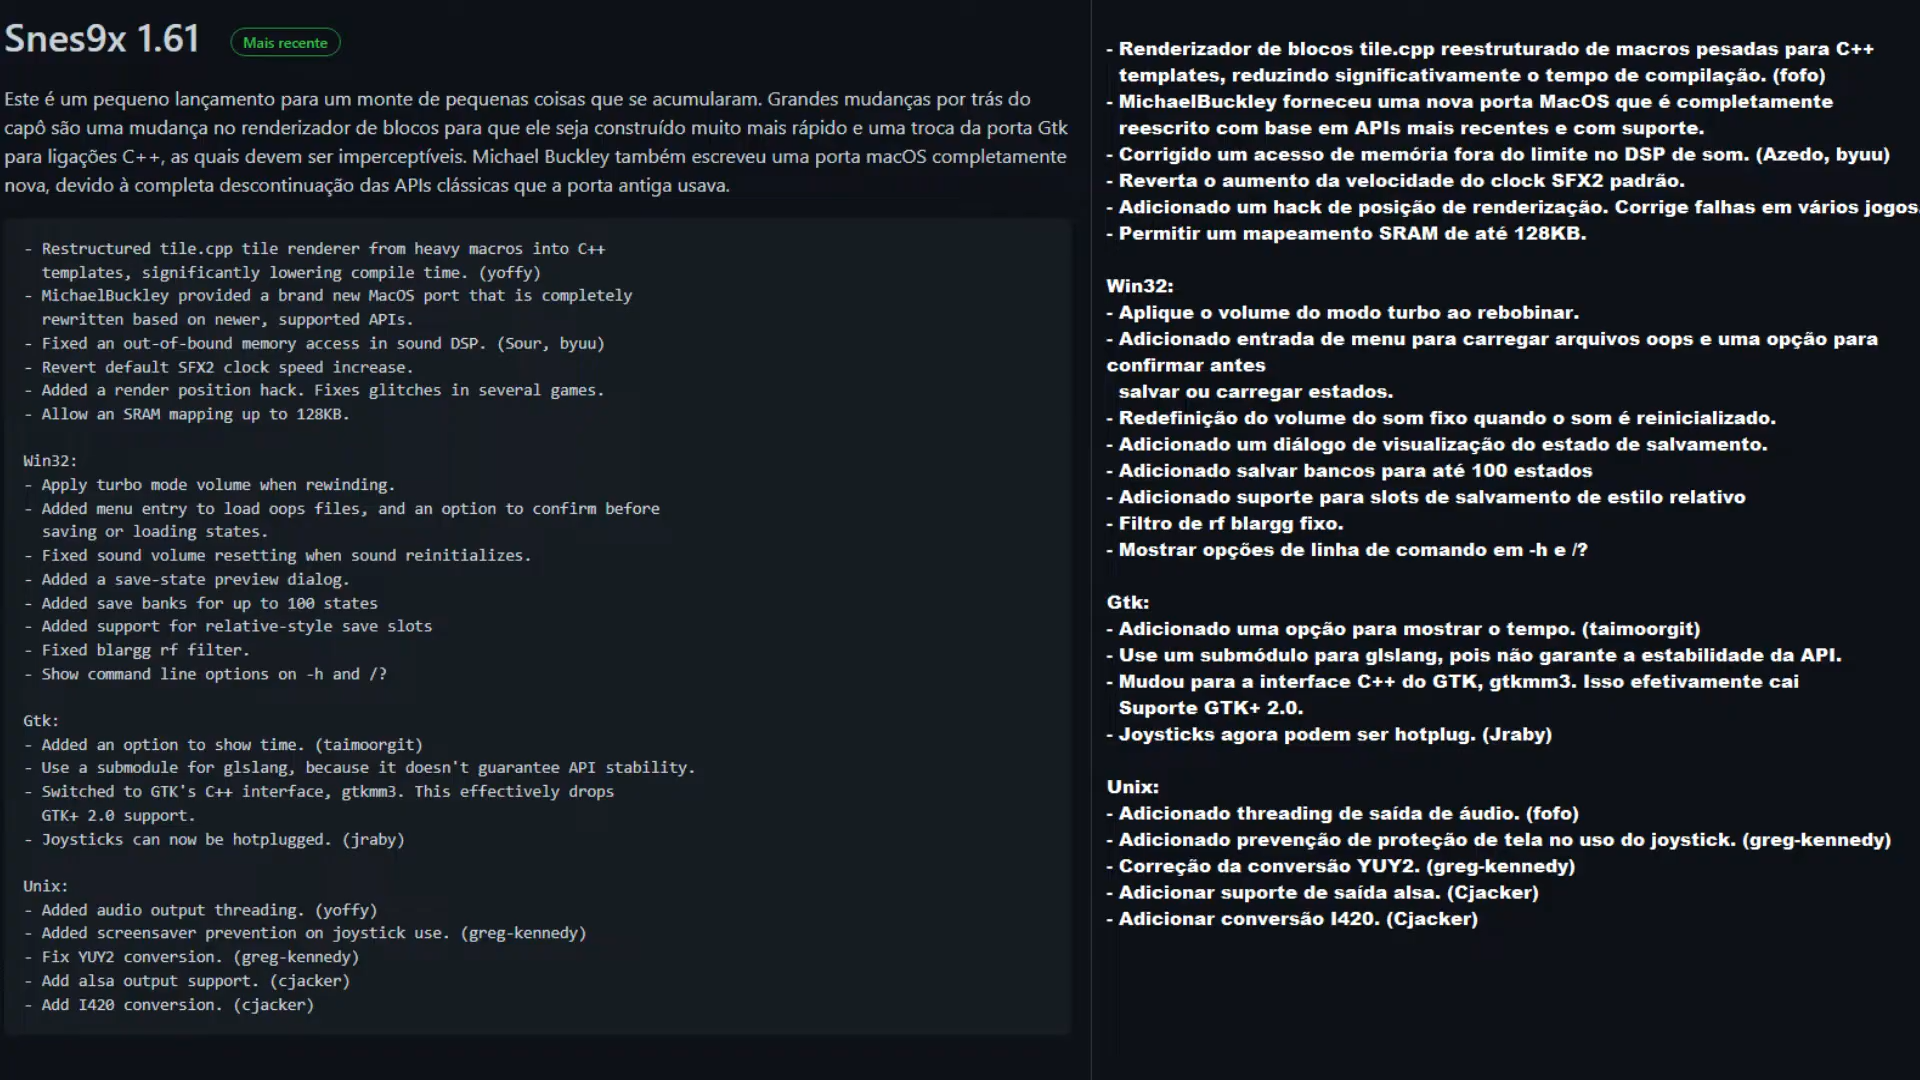 Snes9x 1.61
Mais recente
Este é um pequeno lançamento para um monte de pequenas coisas que se acumularam. Grandes mudanças por trás do
capô são uma mudança no renderizador de blocos para que ele seja construído muito mais rápido e uma troca da porta Gtk
para ligações C++, as quais devem ser imperceptíveis. Michael Buckley também escreveu uma porta macOS completamente
nova, devido à completa descontinuação das APIs clássicas que a porta antiga usava.
- Restructured tile.cpp tile renderer from heavy macros into C++
templates, significantly lowering compile time. (yoffy)
- MichaelBuckley provided a brand new MacOS port that is completely
rewritten based on newer, supported APIs.
- Fixed an out-of-bound memory access in sound DSP. (Sour, byuu)
- Revert default SFX2 clock speed increase.
- Added a render position hack. Fixes glitches in several games.
- Allow an SRAM mapping up to 128KB.
Win32:
- Apply turbo mode volume when rewinding.
- Added menu entry to load oops files, and an option to confirm before
saving or loading states.
- Fixed sound volume resetting when sound reinitializes.
- Added a save-state preview dialog.
- Added save banks for up to 100 states
- Added support for relative-style save slots
- Fixed blargg rf filter.
- Show command line options on -h and /?
Gtk:
- Added an option to show time. (taimoorgit)
- Use a submodule for glslang, because it doesn't guarantee API stability.
- Switched to GTK's C++ interface, gtkmm3. This effectively drops
GTK+ 2.0 support.
- Joysticks can now be hotplugged. (jraby)
Unix:
- Added audio output threading. (yoffy)
- Added screensaver prevention on joystick use. (greg-kennedy)
- Fix YUY2 conversion. (greg-kennedy)
- Add alsa output support. (cjacker)
- Add I420 conversion. (cjacker)
- Renderizador de blocos tile.cpp reestruturado de macros pesadas para C++
templates, reduzindo significativamente o tempo de compilação. (fofo)
- MichaelBuckley forneceu uma nova porta MacOS que é completamente
reescrito com base em APIs mais recentes e com suporte.
- Corrigido um acesso de memória fora do limite no DSP de som. (Azedo, byuu)
- Reverta o aumento da velocidade do clock SFX2 padrão.
- Adicionado um hack de posição de renderização. Corrige falhas em vários jogos.
- Permitir um mapeamento SRAM de até 128KB.
Win32:
- Aplique o volume do modo turbo ao rebobinar.
- Adicionado entrada de menu para carregar arquivos oops e uma opção para
confirmar antes
salvar ou carregar estados.
- Redefinição do volume do som fixo quando o som é reinicializado.
- Adicionado um diálogo de visualização do estado de salvamento.
- Adicionado salvar bancos para até 100 estados
- Adicionado suporte para slots de salvamento de estilo relativo
- Filtro de rf blargg fixo.
- Mostrar opções de linha de comando em -h e /?
Gtk:
- Adicionado uma opção para mostrar o tempo. (taimoorgit)
- Use um submódulo para glslang, pois não garante a estabilidade da API.
- Mudou para a interface C++ do GTK, gtkmm3. Isso efetivamente cai
Suporte GTK+ 2.0.
- Joysticks agora podem ser hotplug. (Jraby)
Unix:
- Adicionado threading de saída de áudio. (fofo)
- Adicionado prevenção de proteção de tela no uso do joystick. (greg-kennedy)
- Correção da conversão YUY2. (greg-kennedy)
- Adicionar suporte de saída alsa. (Cjacker)
- Adicionar conversão I420. (Cjacker)